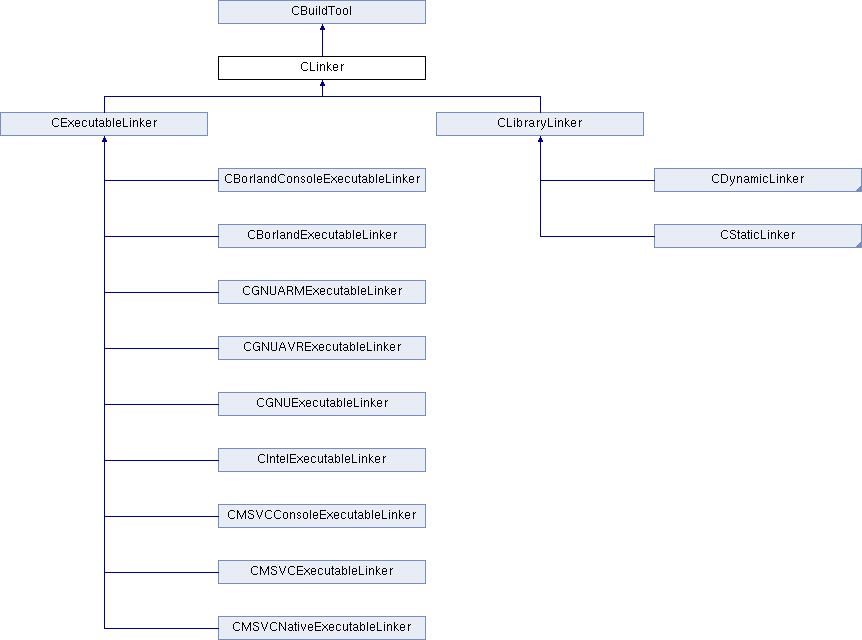 CBuildTool
CLinker
CExecutableLinker
CLibraryLinker
CBorlandConsoleExecutableLinker
CDynamicLinker
CBorlandExecutableLinker
CStaticLinker
CGNUARMExecutableLinker
CGNUAVRExecutableLinker
CGNUExecutableLinker
CIntelExecutableLinker
CMSVCConsoleExecutableLinker
CMSVCExecutableLinker
CMSVCNativeExecutableLinker